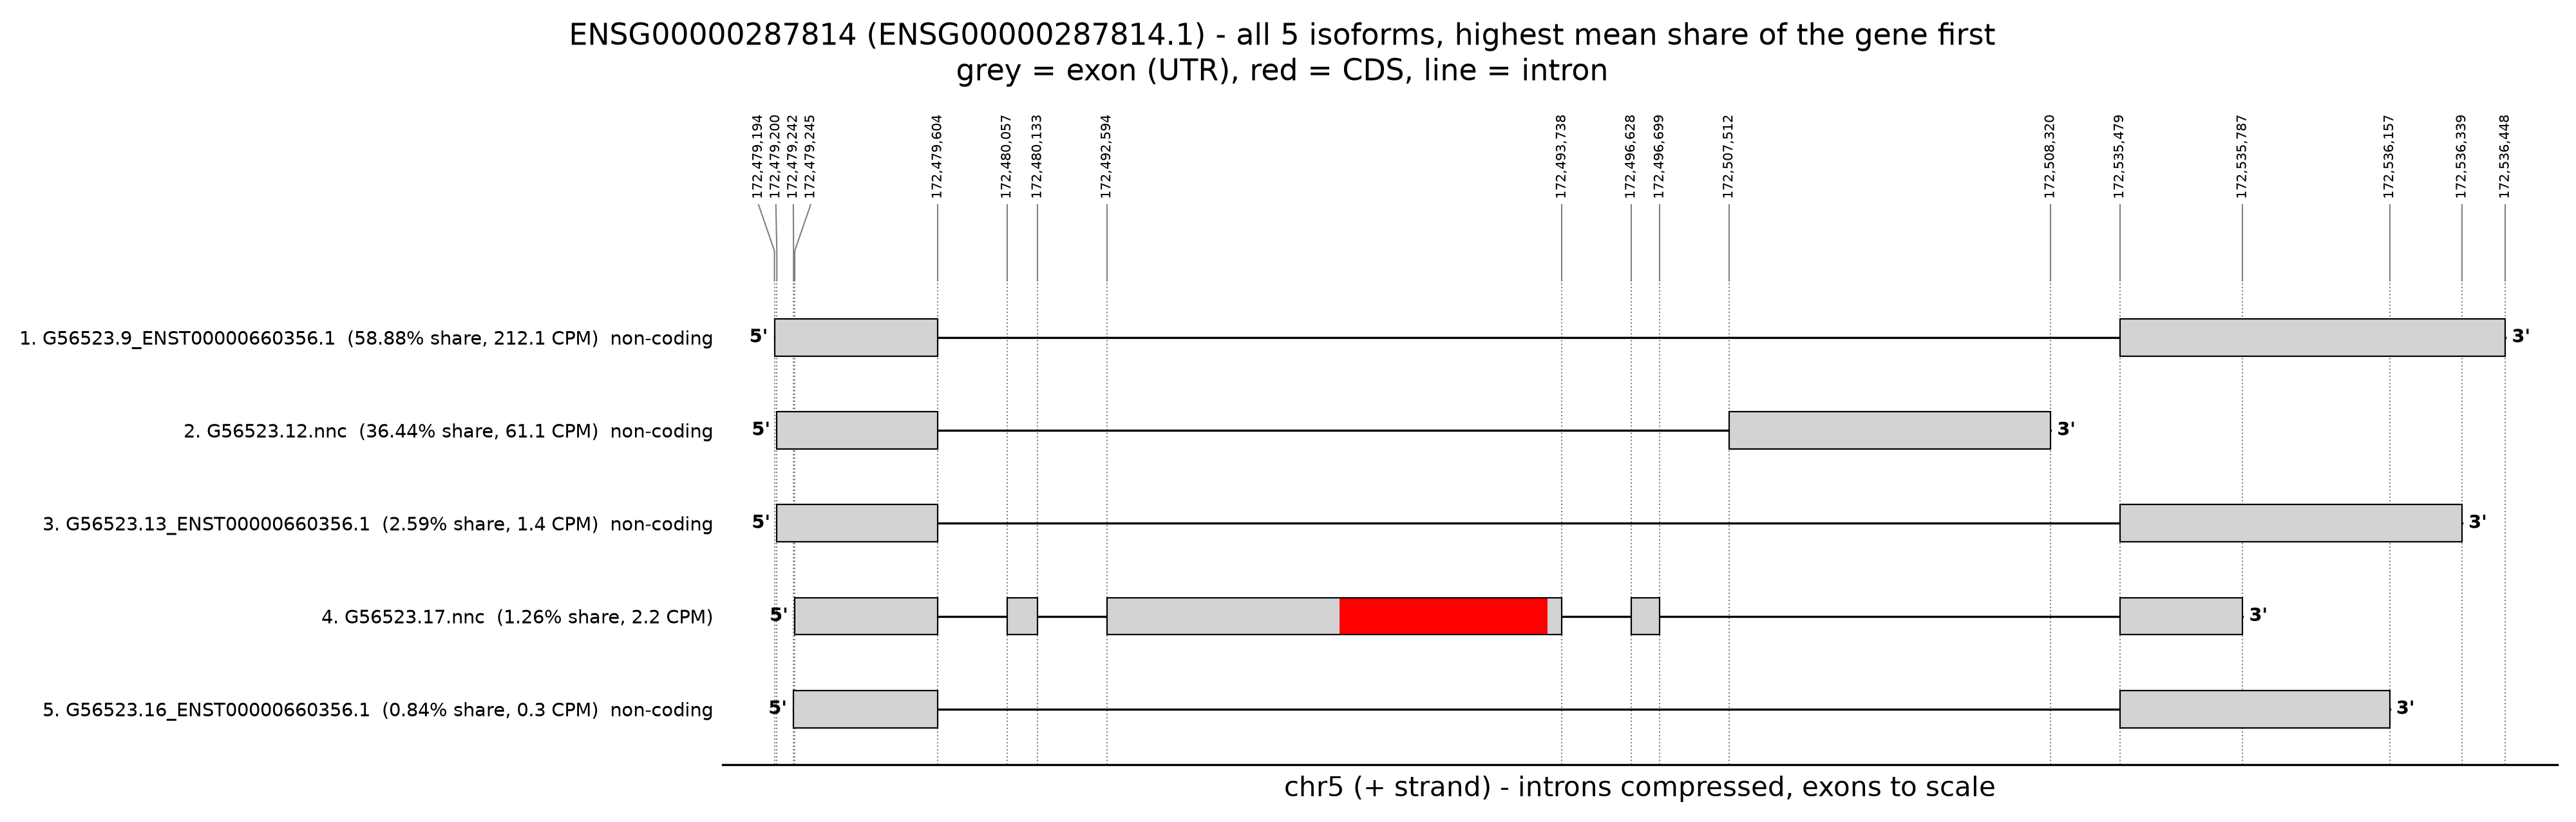 ENSG00000287814 (ENSG00000287814.1) - all 5 isoforms, highest mean share of the gene first
grey = exon (UTR), red = CDS, line = intron
172,479,194
172,479,200
172,479,242
172,479,245
172,479,604
172,480,057
172,480,133
172,492,594
172,493,738
172,496,628
172,496,699
172,507,512
172,508,320
172,535,479
172,535,787
172,536,157
172,536,339
172,536,448
1. G56523.9_ENST00000660356.1 (58.88% share, 212.1 CPM) non-coding 5' 3'
2. G56523.12.nnc (36.44% share, 61.1 CPM) non-coding 5' 3'
3. G56523.13_ENST00000660356.1 (2.59% share, 1.4 CPM) non-coding 5' 3'
4. G56523.17.nnc (1.26% share, 2.2 CPM) 5' 3'
5. G56523.16_ENST00000660356.1 (0.84% share, 0.3 CPM) non-coding 5' 3'
chr5 (+ strand) - introns compressed, exons to scale